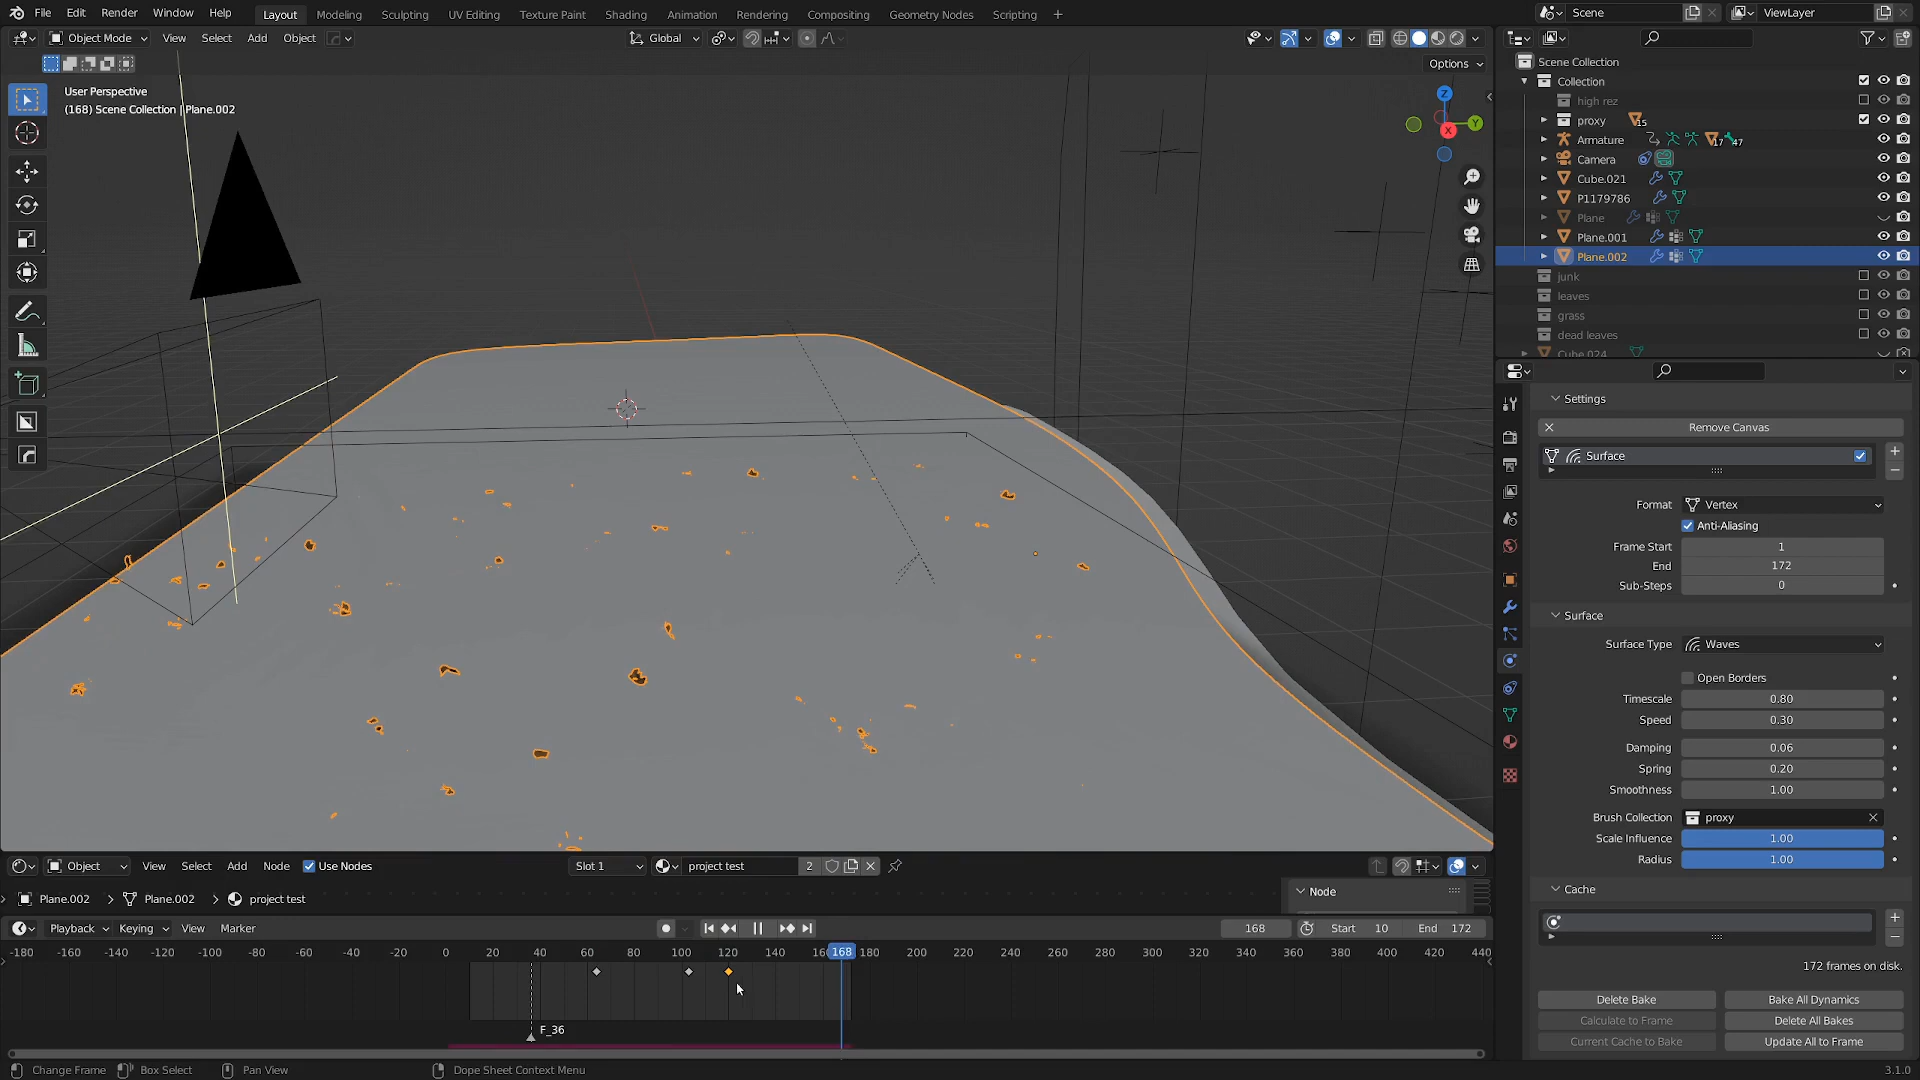 File Edit Render Window Help Layout Modeling Sculpting UV Editing Texture Paint Shading Animation Rendering Compositing Geometry Nodes Scripting + Scene ViewLayer
Object Mode View Select Add Object Global
Options
User Perspective
(168) Scene Collection | Plane.002
Z
Y
X
Scene Collection
Collection
high rez
proxy 15
Armature 17 47
Camera
Cube.021
P1179786
Plane
Plane.001
Plane.002
junk
leaves
grass
dead leaves
Cube.024
Settings
Remove Canvas
Surface
Format Vertex
Anti-Aliasing
Frame Start 1
End 172
Sub-Steps 0
Surface
Surface Type Waves
Open Borders
Timescale 0.80
Speed 0.30
Damping 0.06
Spring 0.20
Smoothness 1.00
Brush Collection proxy
Scale Influence 1.00
Radius 1.00
Cache
172 frames on disk.
Delete Bake Bake All Dynamics
Calculate to Frame Delete All Bakes
Current Cache to Bake Update All to Frame
Object View Select Add Node Use Nodes Slot 1 project test 2
Plane.002 Plane.002 project test
Node
Playback Keying View Marker 168 Start 10 End 172
-180 -160 -140 -120 -100 -80 -60 -40 -20 0 20 40 60 80 100 120 140 168 180 200 220 240 260 280 300 320 340 360 380 400 420 440
F_36
Change Frame Box Select Pan View Dope Sheet Context Menu 3.1.0